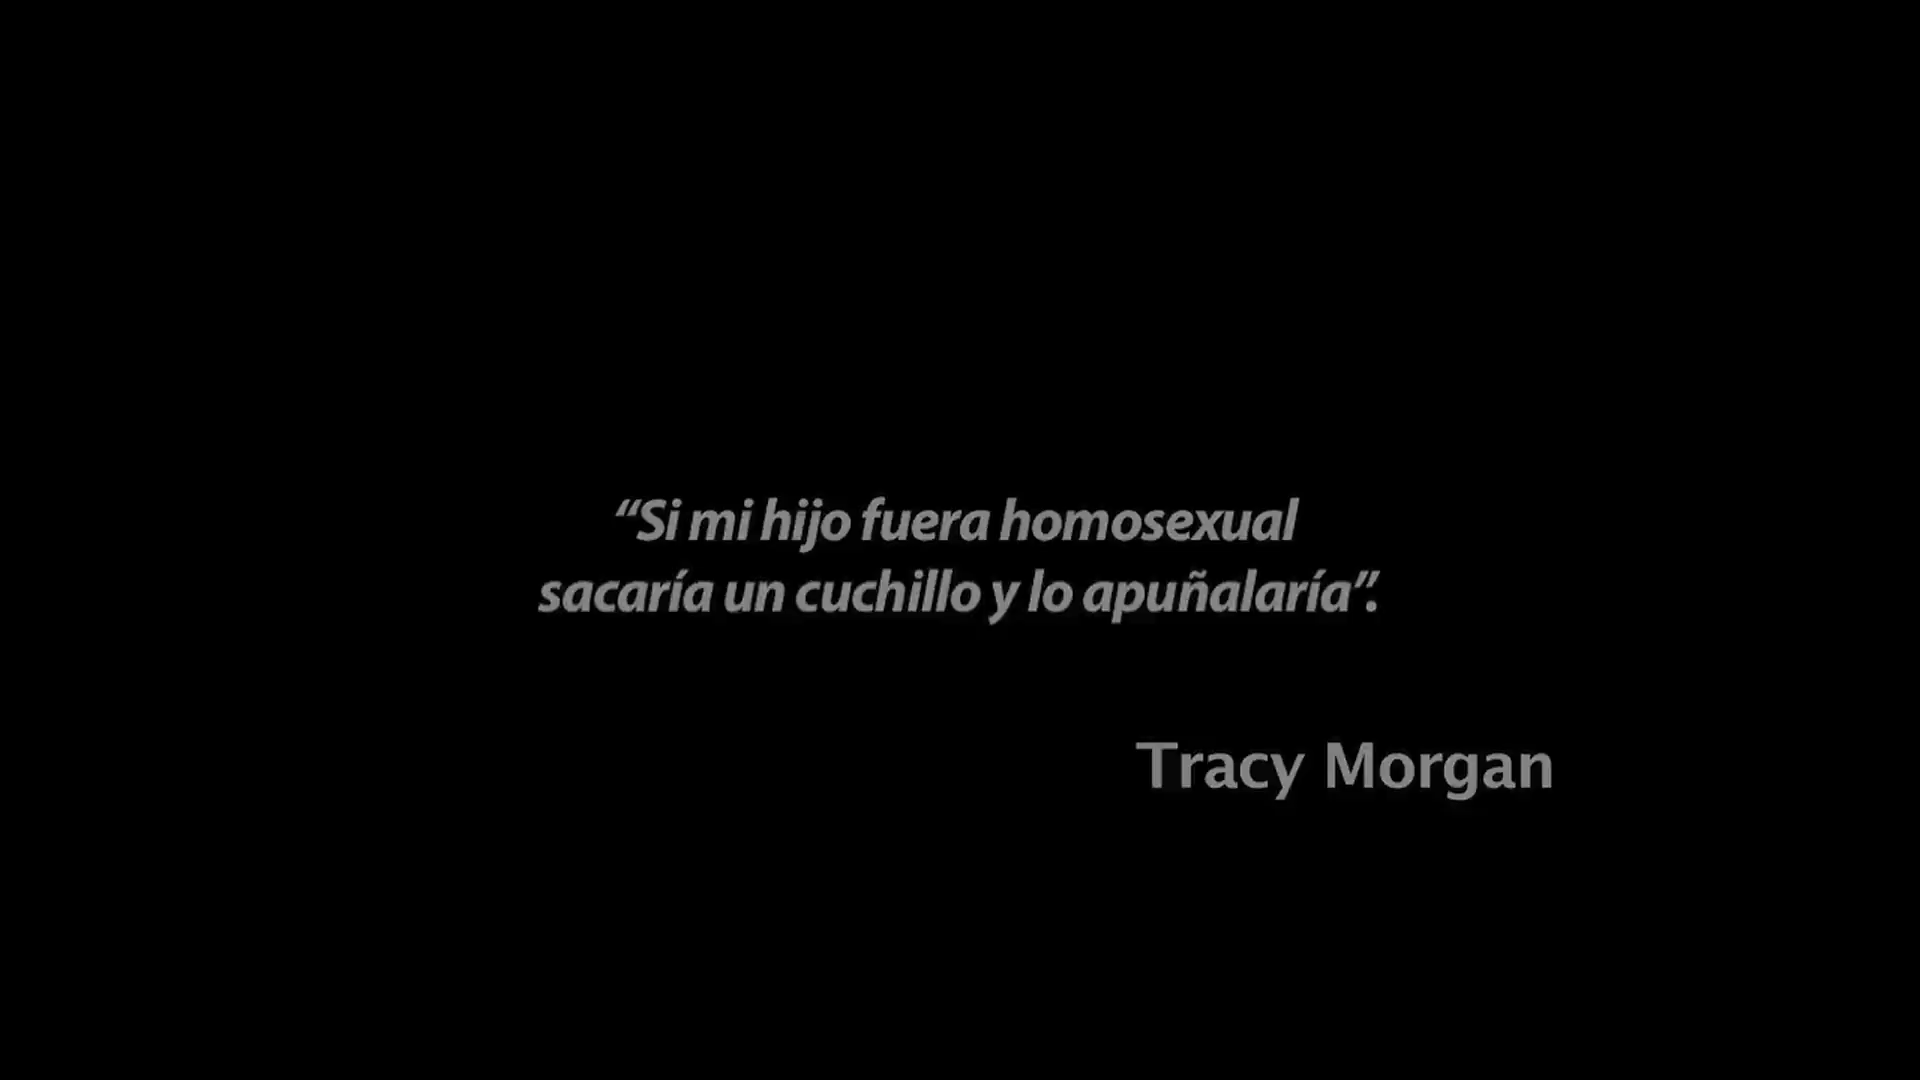 “Si mi hijo fuera homosexual
sacaría un cuchillo y lo apuñalaría”.
Tracy Morgan